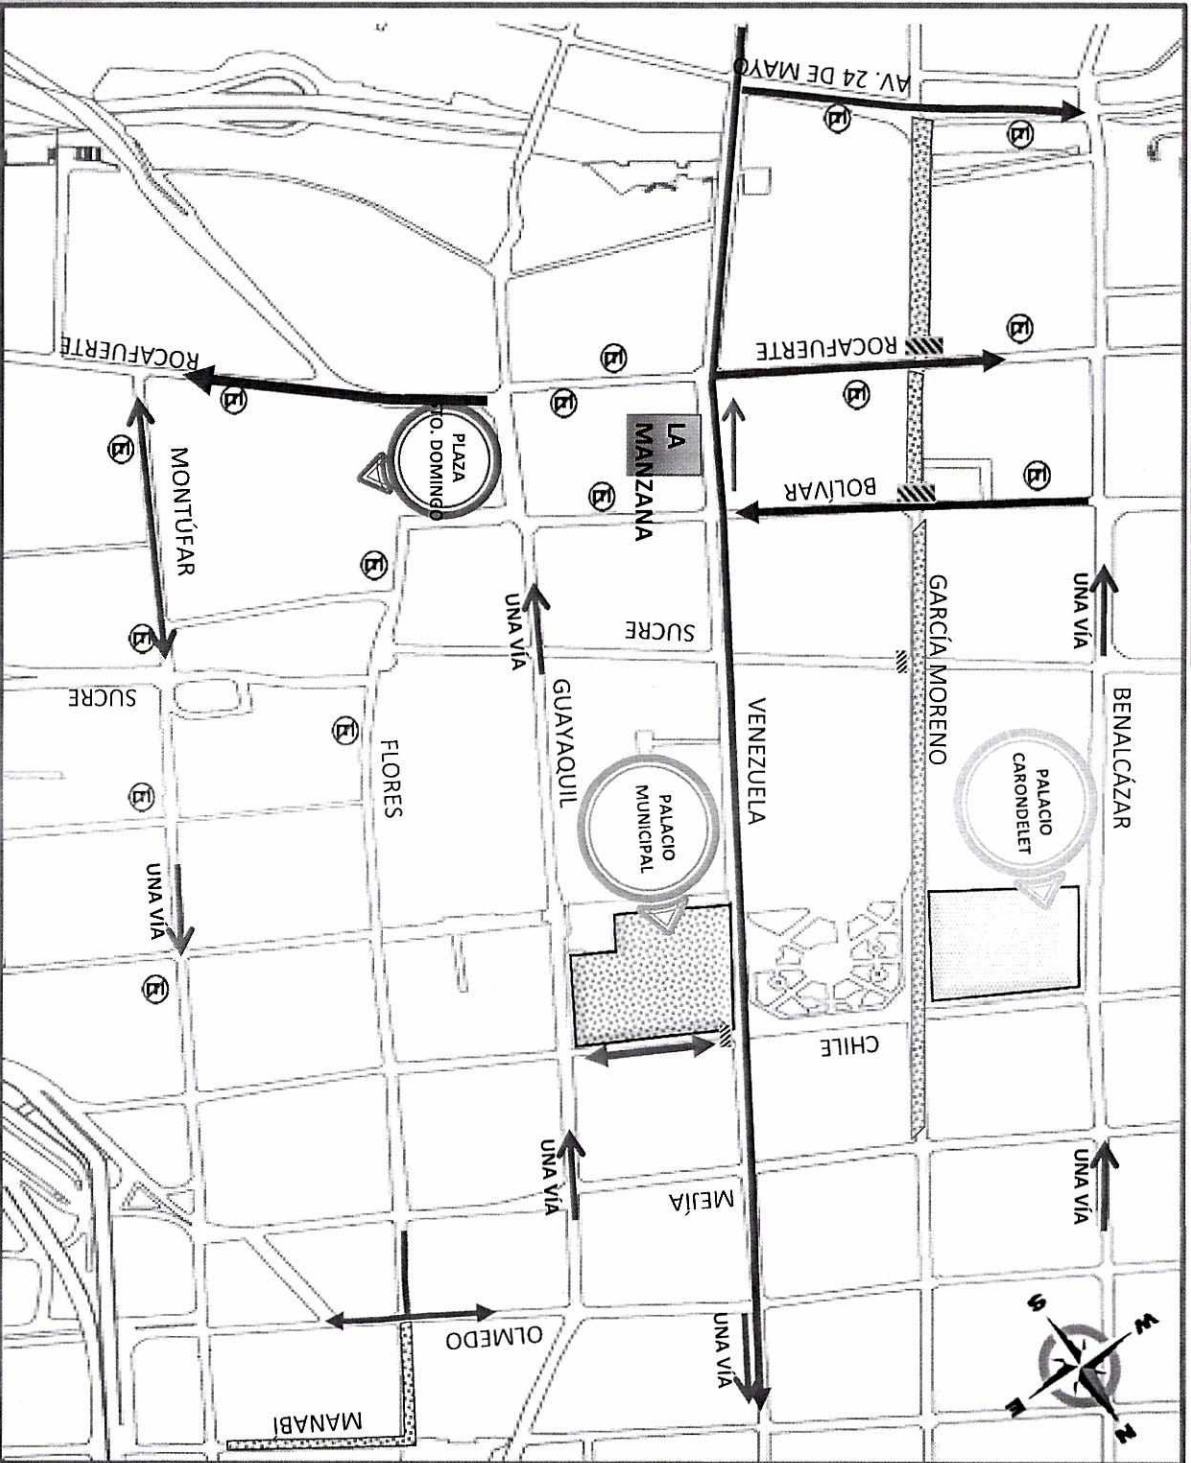 AV. 24 DE MAYO
ROCAFUERTE
ROCAFUERTE
PLAZA
STO. DOMINGO
LA
MANZANA
BOLÍVAR
MONTÚFAR
UNA VÍA
SUCRE
GARCÍA MORENO
UNA VÍA
SUCRE
FLORES
GUAYAQUIL
VENEZUELA
BENALCÁZAR
PALACIO
MUNICIPAL
PALACIO
CARONDELET
UNA VÍA
CHILE
UNA VÍA
MEJÍA
UNA VÍA
OLMEDO
UNA VÍA
MANABÍ
S
W
E
N